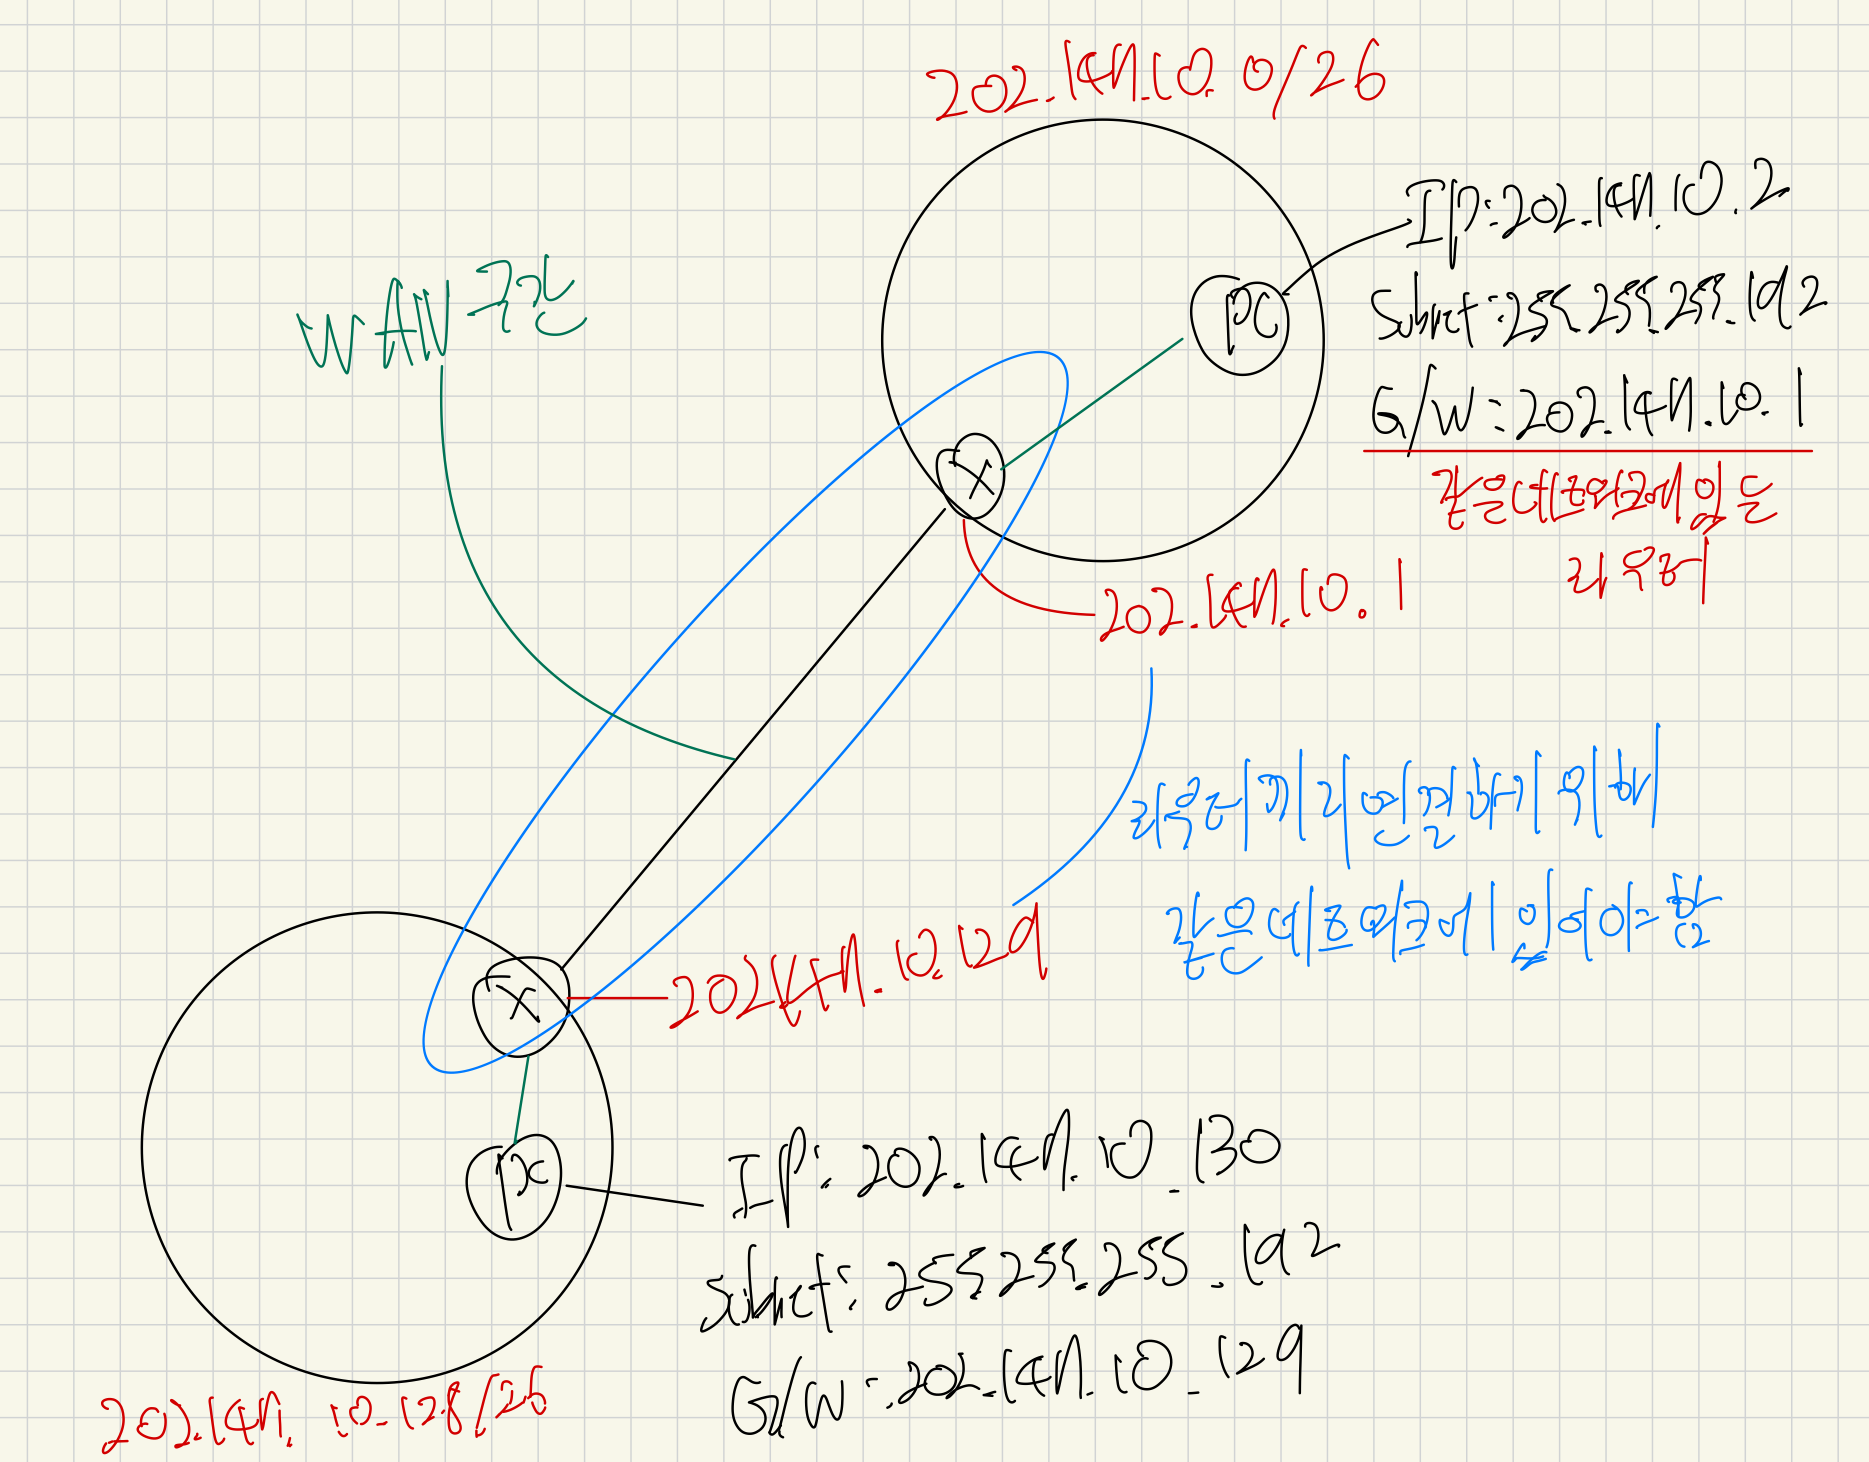 202.147.10.0/26
IP:202.147.10.2
Subnet:255.255.255.192
G/W:202.147.10.1
같은네트워크에 있는
라우터
WAN 구간
PC
X
202.147.10.1
라우터끼리 연결하기 위해
같은 네트워크에 있어야 함
X
202.147.10.129
PC
IP: 202.147.10.130
Subnet: 255.255.255.192
G/W: 202.147.10.129
202.147.10.128/26